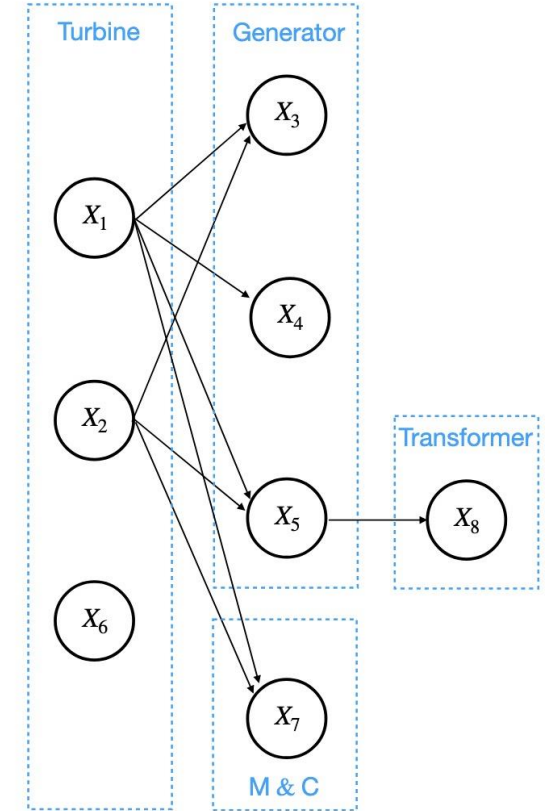 Turbine
Generator
X3
X1
X4
X2
Transformer
X5
X8
X6
X7
M & C